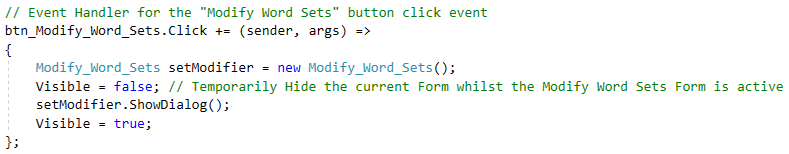 // Event Handler for the "Modify Word Sets" button click event
btn_Modify_Word_Sets.Click += (sender, args) =>
{
    Modify_Word_Sets setModifier = new Modify_Word_Sets();
    Visible = false; // Temporarily Hide the current Form whilst the Modify Word Sets Form is active
    setModifier.ShowDialog();
    Visible = true;
};